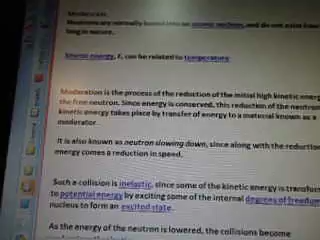 Moderation
Neutrons are normally bound into an atomic nucleus, and do not exist free
long in nature.
kinetic energy, E, can be related to temperature
Moderation is the process of the reduction of the initial high kinetic energy
the free neutron. Since energy is conserved, this reduction of the neutron
kinetic energy takes place by transfer of energy to a material known as a
moderator.
It is also known as neutron slowing down, since along with the reduction
energy comes a reduction in speed.
Such a collision is inelastic, since some of the kinetic energy is transfor
to potential energy by exciting some of the internal degrees of freedom
nucleus to form an excited state.
As the energy of the neutron is lowered, the collisions become